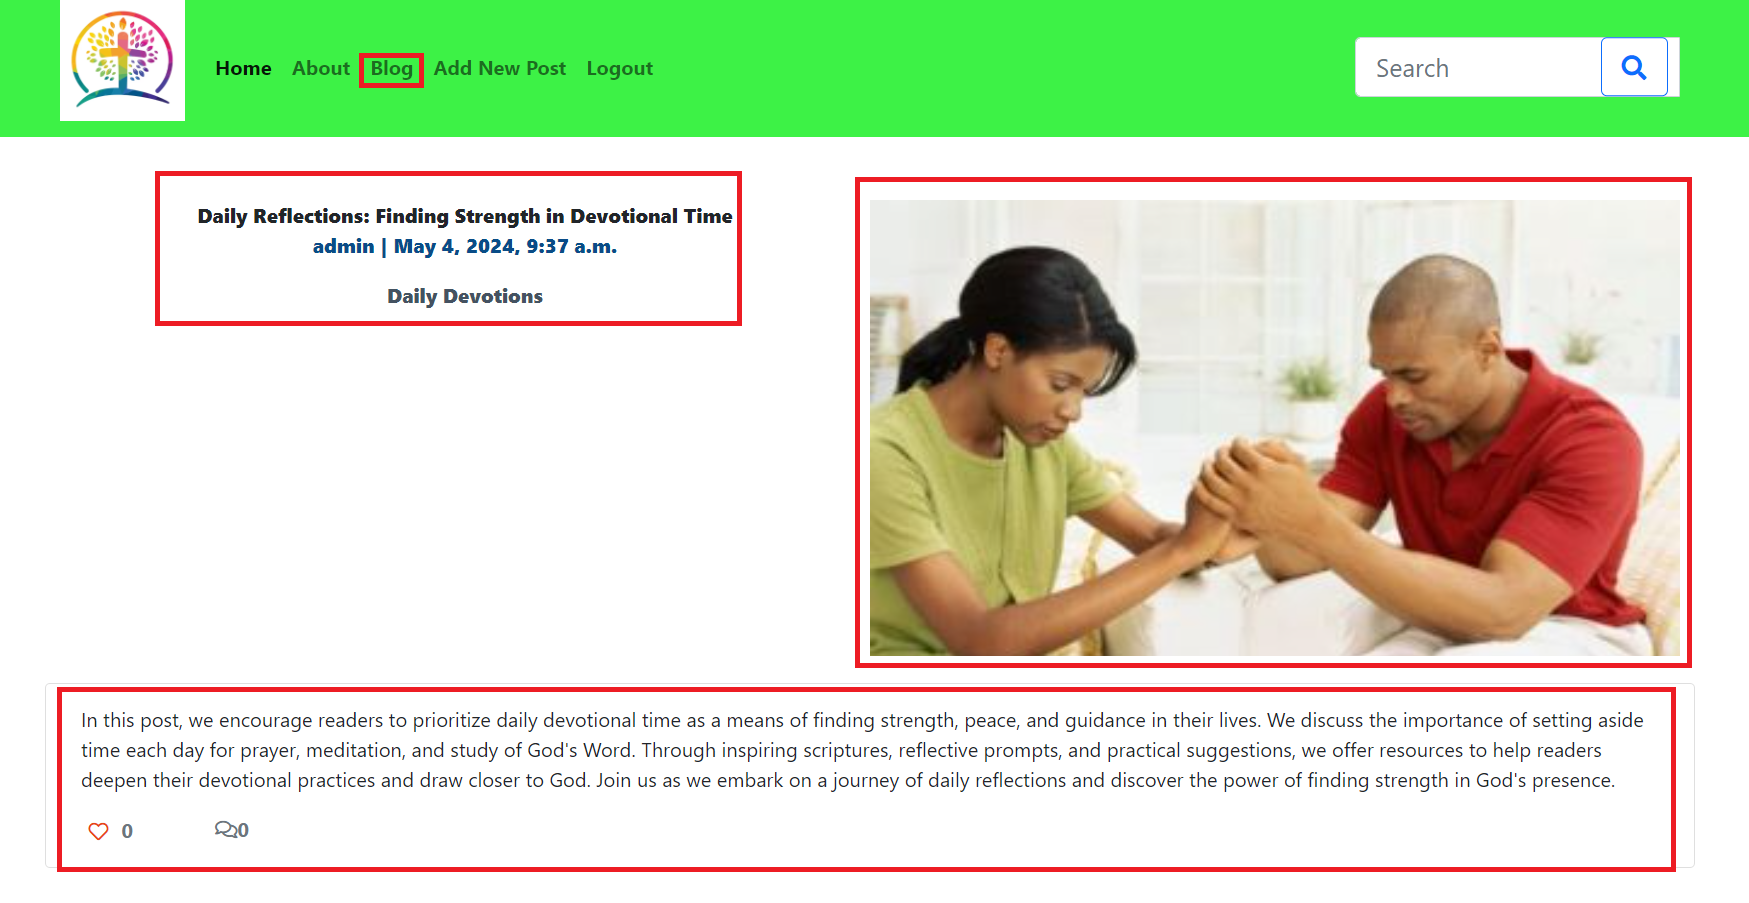 Home About Blog Add New Post Logout
Search
Daily Reflections: Finding Strength in Devotional Time
admin | May 4, 2024, 9:37 a.m.
Daily Devotions
In this post, we encourage readers to prioritize daily devotional time as a means of finding strength, peace, and guidance in their lives. We discuss the importance of setting aside
time each day for prayer, meditation, and study of God's Word. Through inspiring scriptures, reflective prompts, and practical suggestions, we offer resources to help readers
deepen their devotional practices and draw closer to God. Join us as we embark on a journey of daily reflections and discover the power of finding strength in God's presence.
0 0